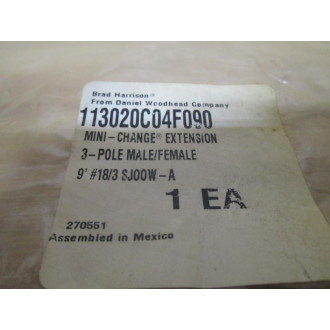 Brad Harrison®
From Daniel Woodhead Company
113020C04F090
MINI-CHANGE® EXTENSION
3-POLE MALE/FEMALE
9' #18/3 SJOOW-A
1 EA
270551
Assembled in Mexico